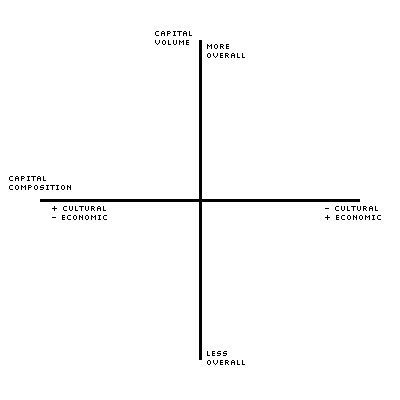 CAPITAL
VOLUME
MORE
OVERALL
CAPITAL
COMPOSITION
+ CULTURAL
- ECONOMIC
- CULTURAL
+ ECONOMIC
LESS
OVERALL